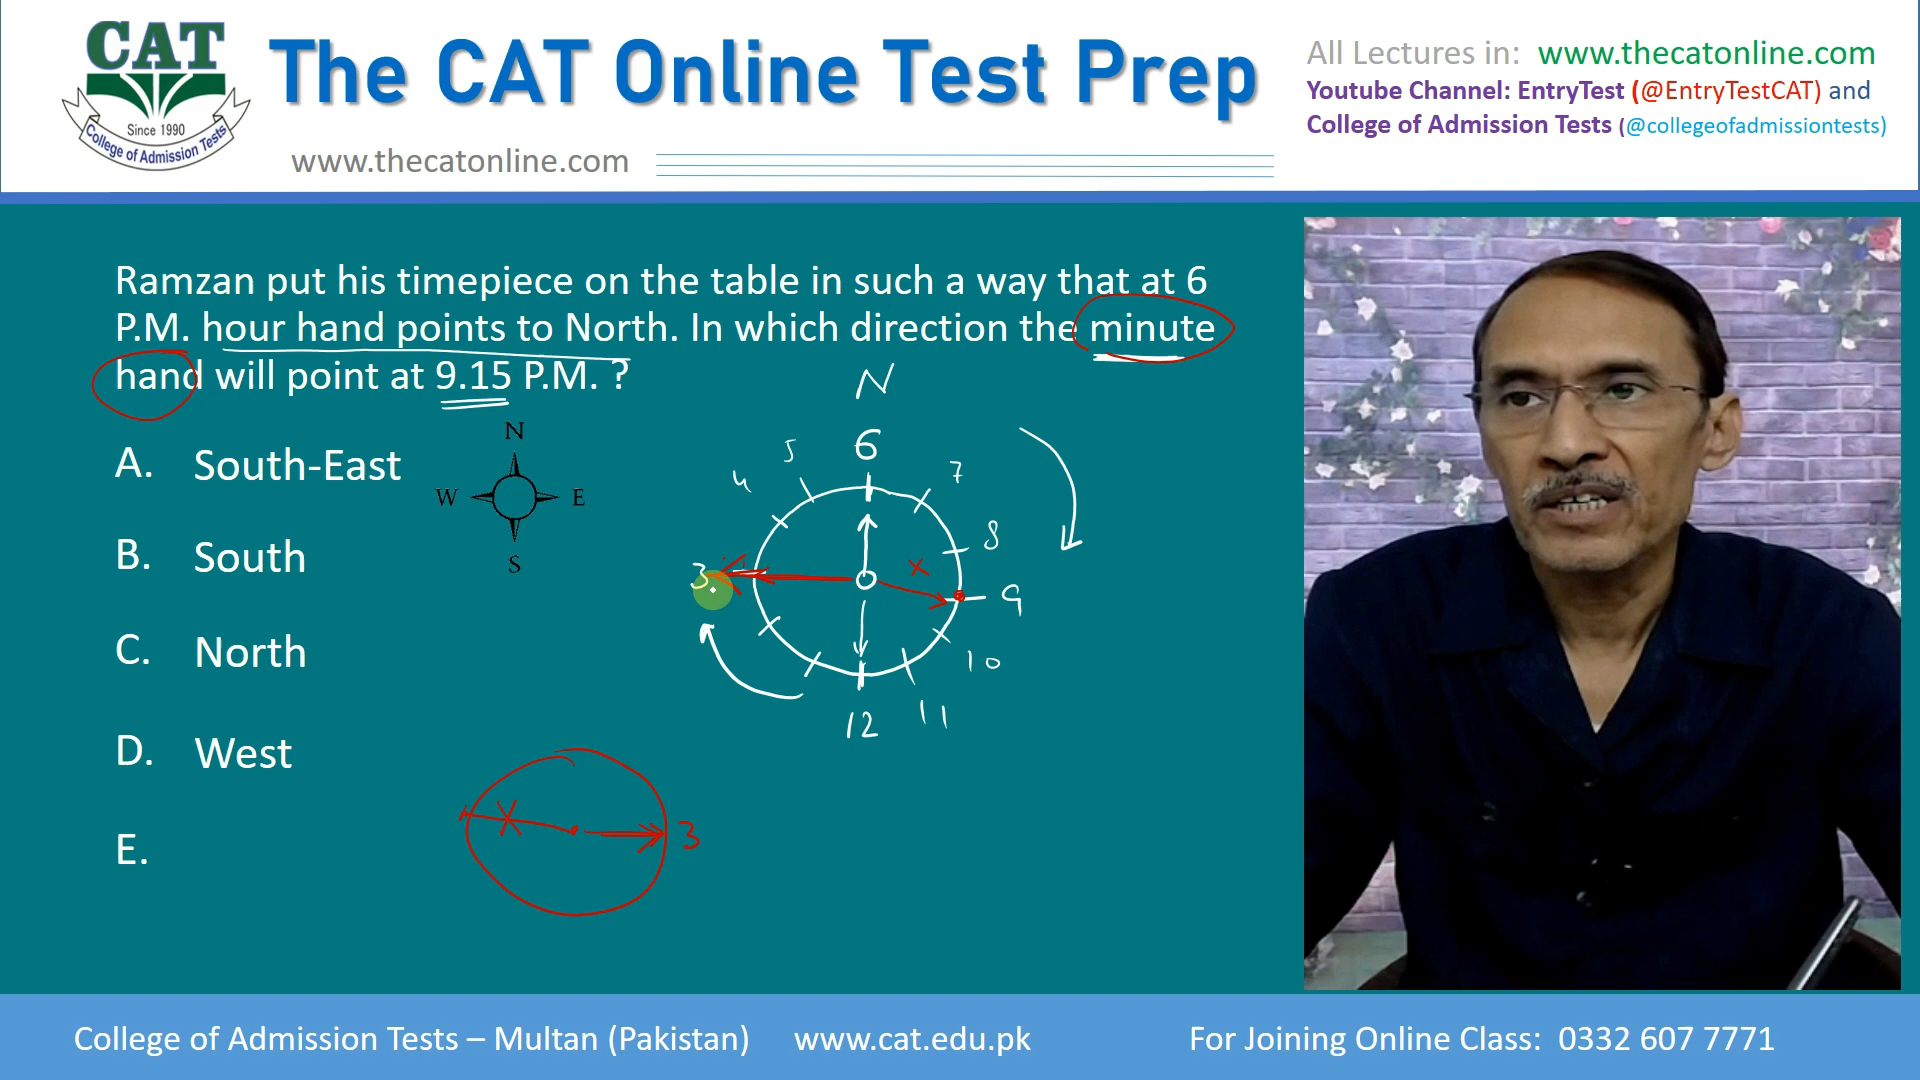 CAT
Since 1990
College of Admission Tests
The CAT Online Test Prep
www.thecatonline.com
All Lectures in: www.thecatonline.com
Youtube Channel: EntryTest (@EntryTestCAT) and
College of Admission Tests (@collegeofadmissiontests)
Ramzan put his timepiece on the table in such a way that at 6
P.M. hour hand points to North. In which direction the minute
hand will point at 9.15 P.M. ?
A. South-East
B. South
C. North
D. West
E.
N
W E
S
N
6
5 7
4
8
3
9
10
11
12
3
College of Admission Tests – Multan (Pakistan) www.cat.edu.pk For Joining Online Class: 0332 607 7771